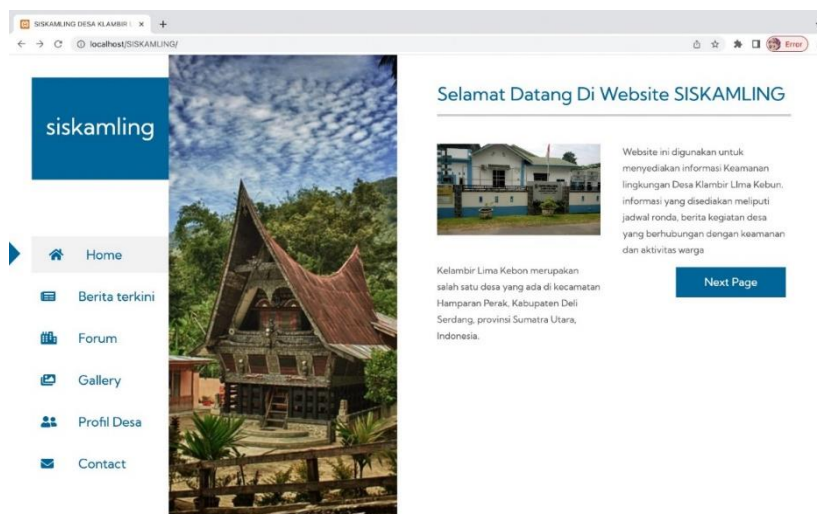 SISKAMLING DESA KLAMBIR L
localhost/SISKAMLING/
Error
siskamling
Home
Berita terkini
Forum
Gallery
Profil Desa
Contact
Selamat Datang Di Website SISKAMLING
Website ini digunakan untuk
menyediakan informasi Keamanan
lingkungan Desa Klambir LIma Kebun.
informasi yang disediakan meliputi
jadwal ronda, berita kegiatan desa
yang berhubungan dengan keamanan
dan aktivitas warga
Next Page
Kelambir Lima Kebon merupakan
salah satu desa yang ada di kecamatan
Hamparan Perak, Kabupaten Deli
Serdang, provinsi Sumatra Utara,
Indonesia.